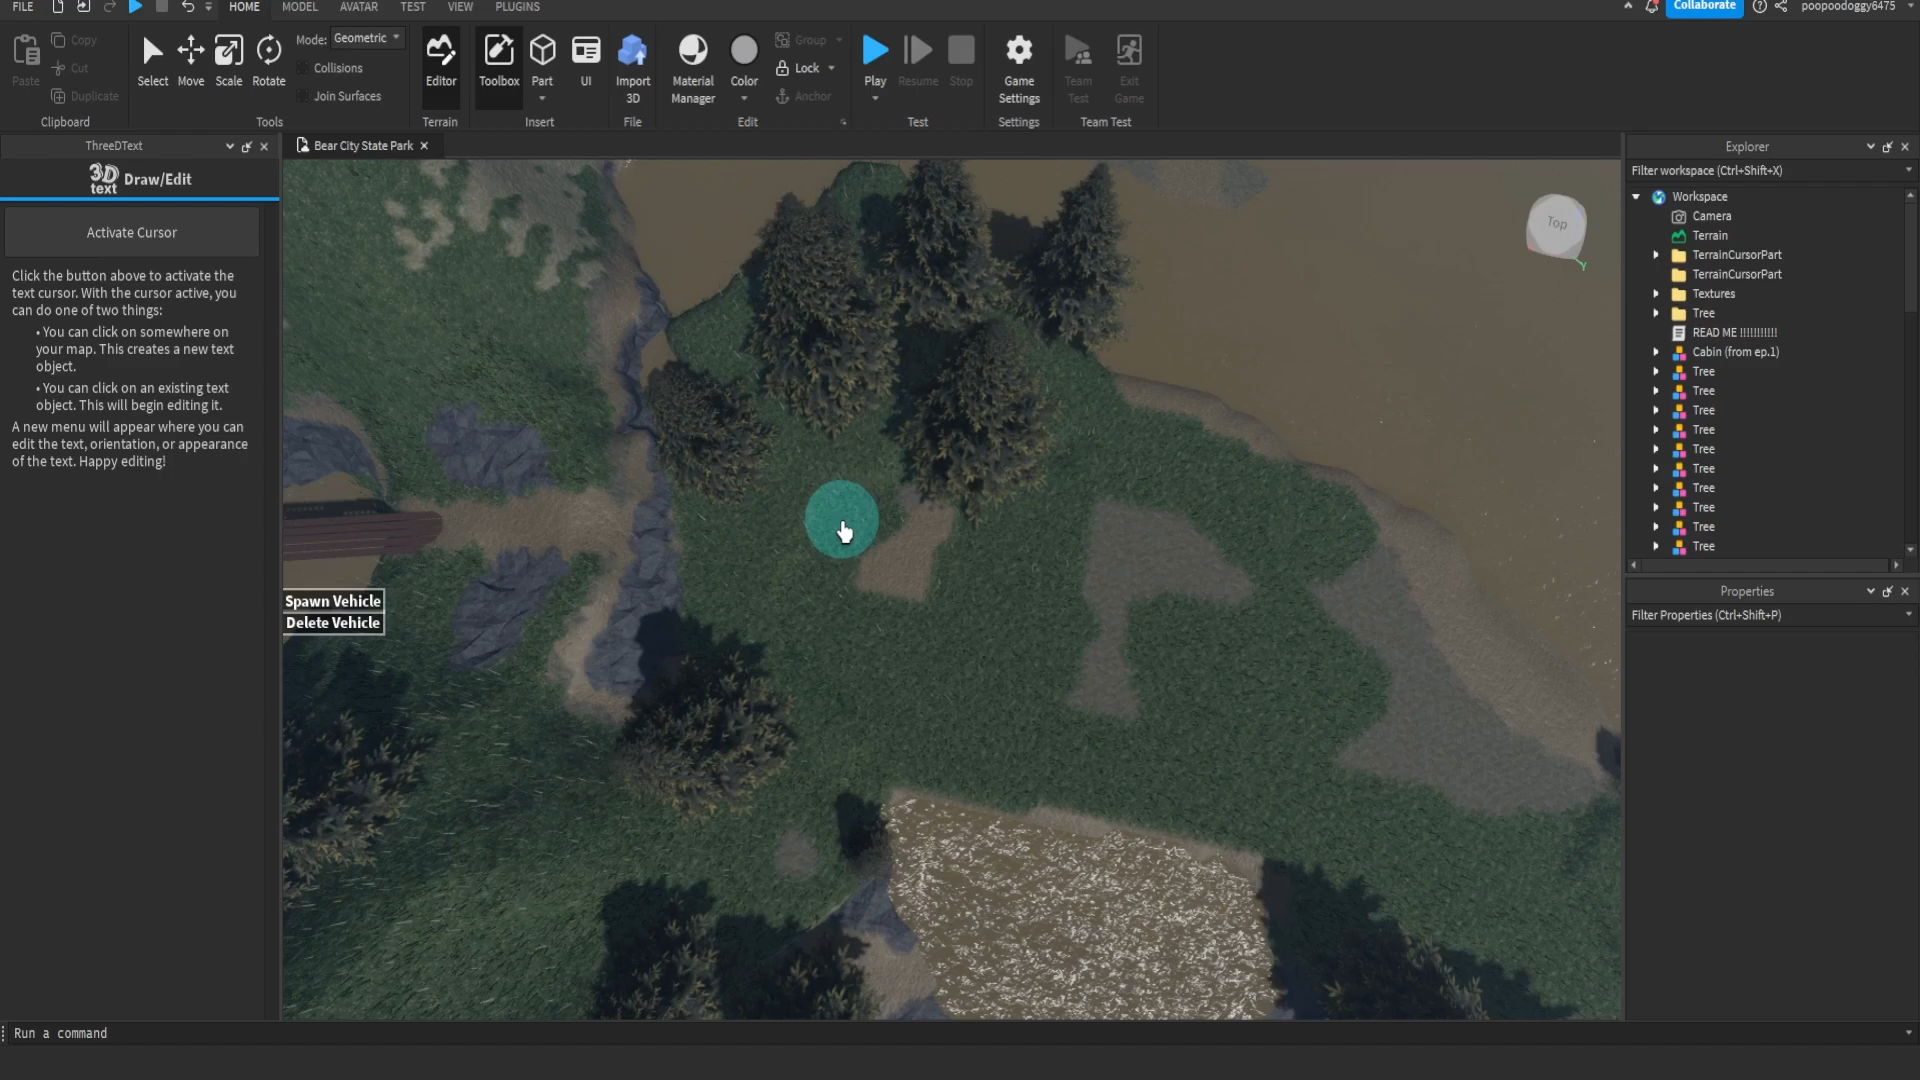 FILE HOME MODEL AVATAR TEST VIEW PLUGINS Collaborate poopoodoggy6475
Paste Copy Cut Duplicate Clipboard
Select Move Scale Rotate Mode: Geometric Collisions Join Surfaces Tools
Editor Terrain
Toolbox Part UI Insert
Import 3D File
Material Manager Color Group Lock Anchor Edit
Play Resume Stop Test
Game Settings Settings
Team Test Exit Game Team Test
ThreeDText
3D text Draw/Edit
Activate Cursor
Click the button above to activate the
text cursor. With the cursor active, you
can do one of two things:
• You can click on somewhere on
your map. This creates a new text
object.
• You can click on an existing text
object. This will begin editing it.
A new menu will appear where you can
edit the text, orientation, or appearance
of the text. Happy editing!
Bear City State Park
Top
Y
Spawn Vehicle
Delete Vehicle
Explorer
Filter workspace (Ctrl+Shift+X)
Workspace
Camera
Terrain
TerrainCursorPart
TerrainCursorPart
Textures
Tree
READ ME !!!!!!!!!!!
Cabin (from ep.1)
Tree
Tree
Tree
Tree
Tree
Tree
Tree
Tree
Tree
Tree
Properties
Filter Properties (Ctrl+Shift+P)
Run a command